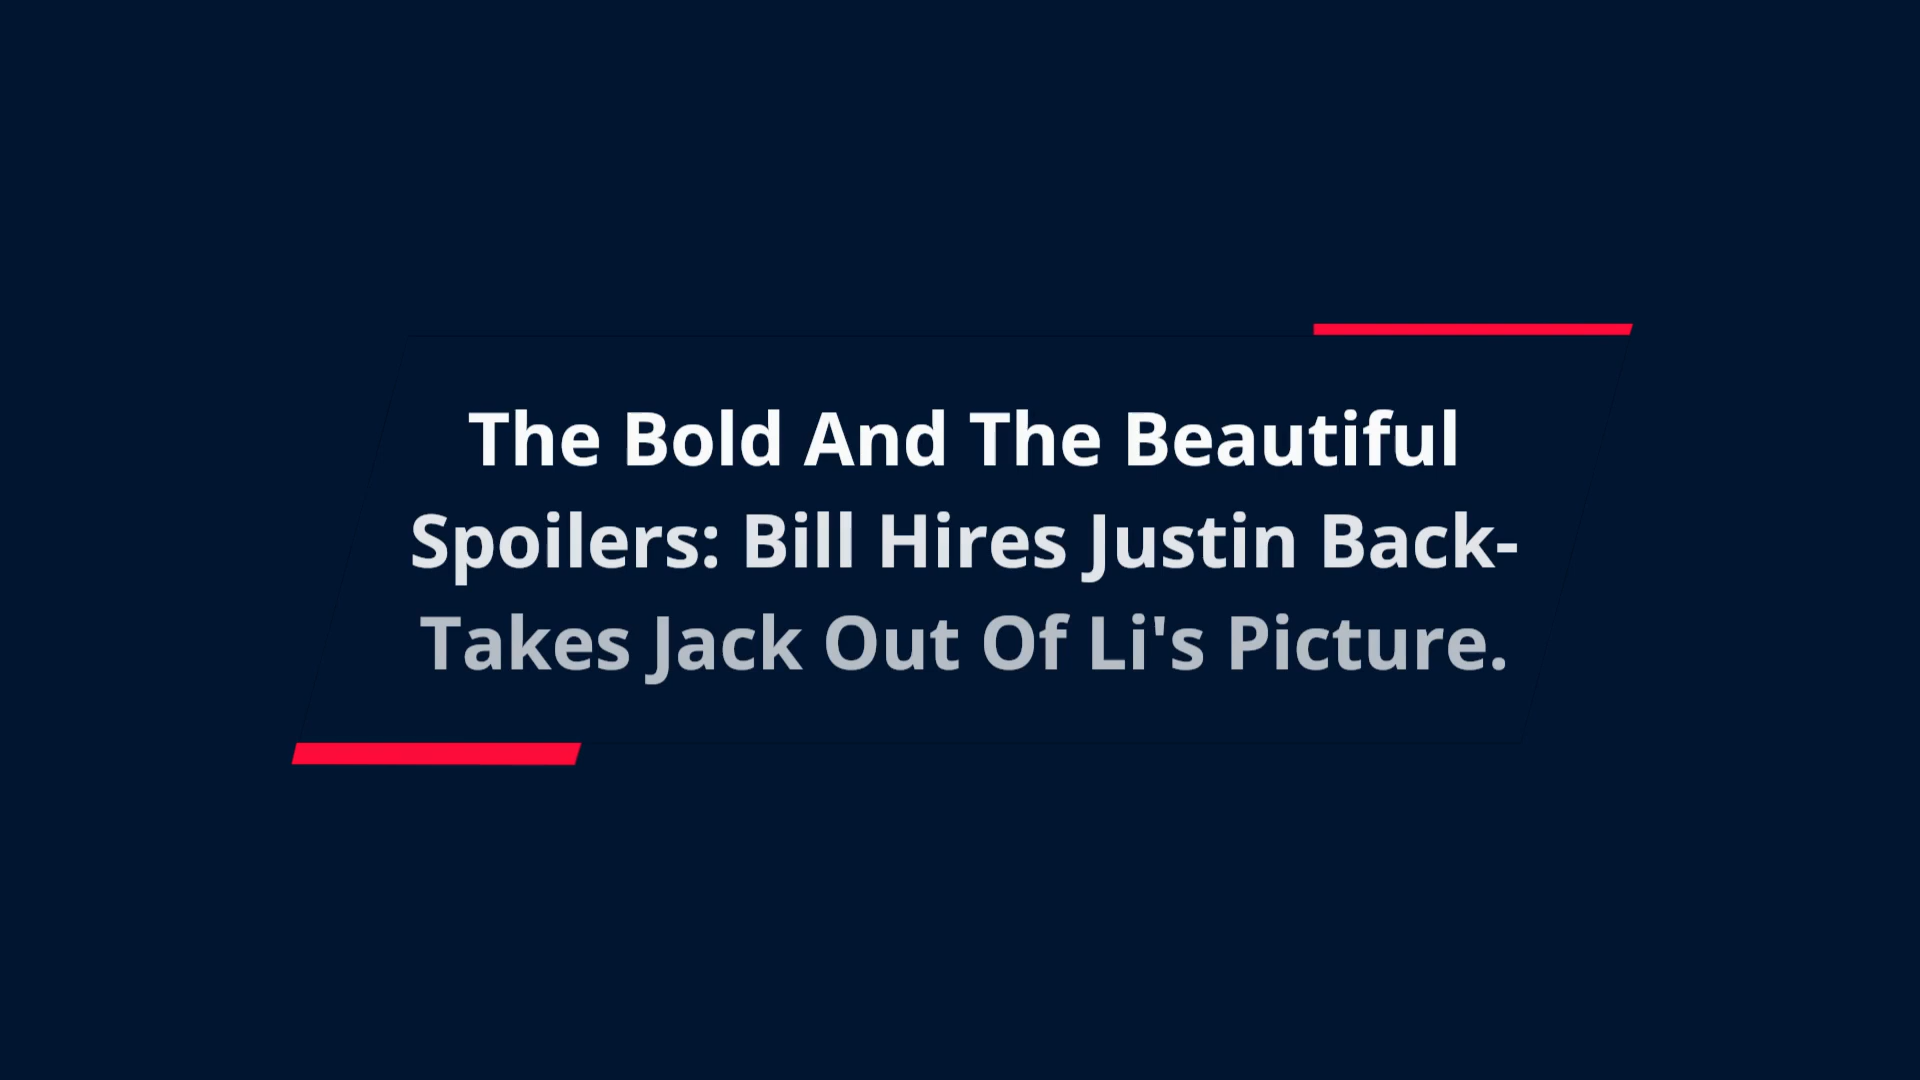 The Bold And The Beautiful
Spoilers: Bill Hires Justin Back-
Takes Jack Out Of Li's Picture.